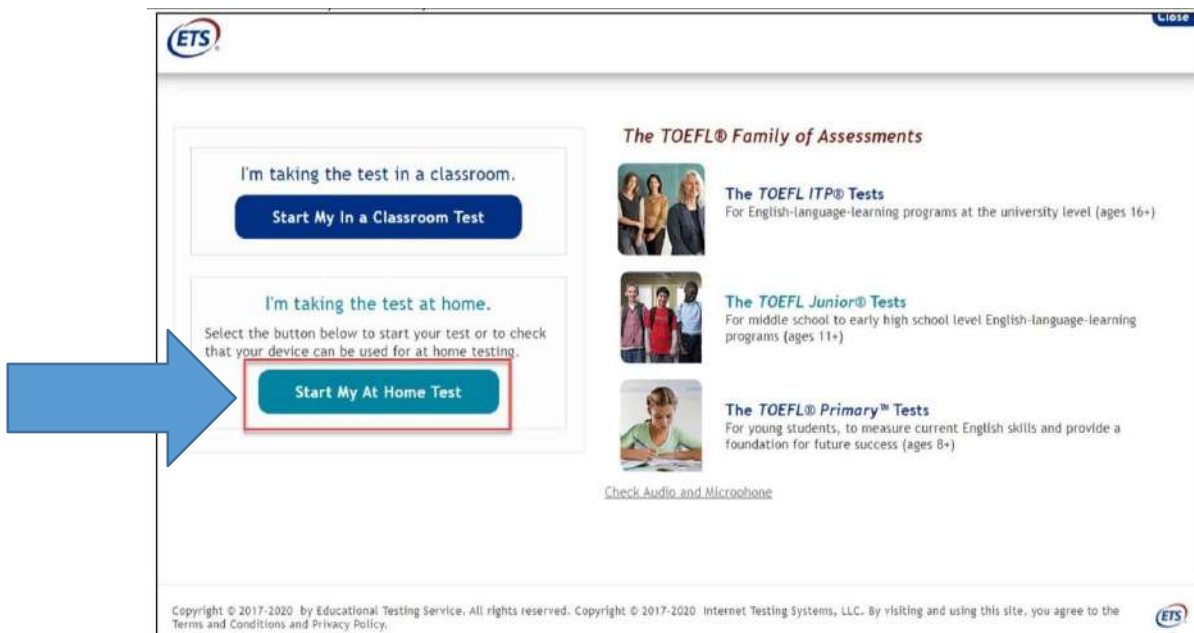 Close
ETS
I'm taking the test in a classroom.
Start My In a Classroom Test
I'm taking the test at home.
Select the button below to start your test or to check
that your device can be used for at home testing.
Start My At Home Test
The TOEFL® Family of Assessments
The TOEFL ITP® Tests
For English-language-learning programs at the university level (ages 16+)
The TOEFL Junior® Tests
For middle school to early high school level English-language-learning
programs (ages 11+)
The TOEFL® Primary™ Tests
For young students, to measure current English skills and provide a
foundation for future success (ages 8+)
Check Audio and Microphone
Copyright © 2017-2020 by Educational Testing Service. All rights reserved. Copyright © 2017-2020 Internet Testing Systems, LLC. By visiting and using this site, you agree to the
Terms and Conditions and Privacy Policy.
ETS